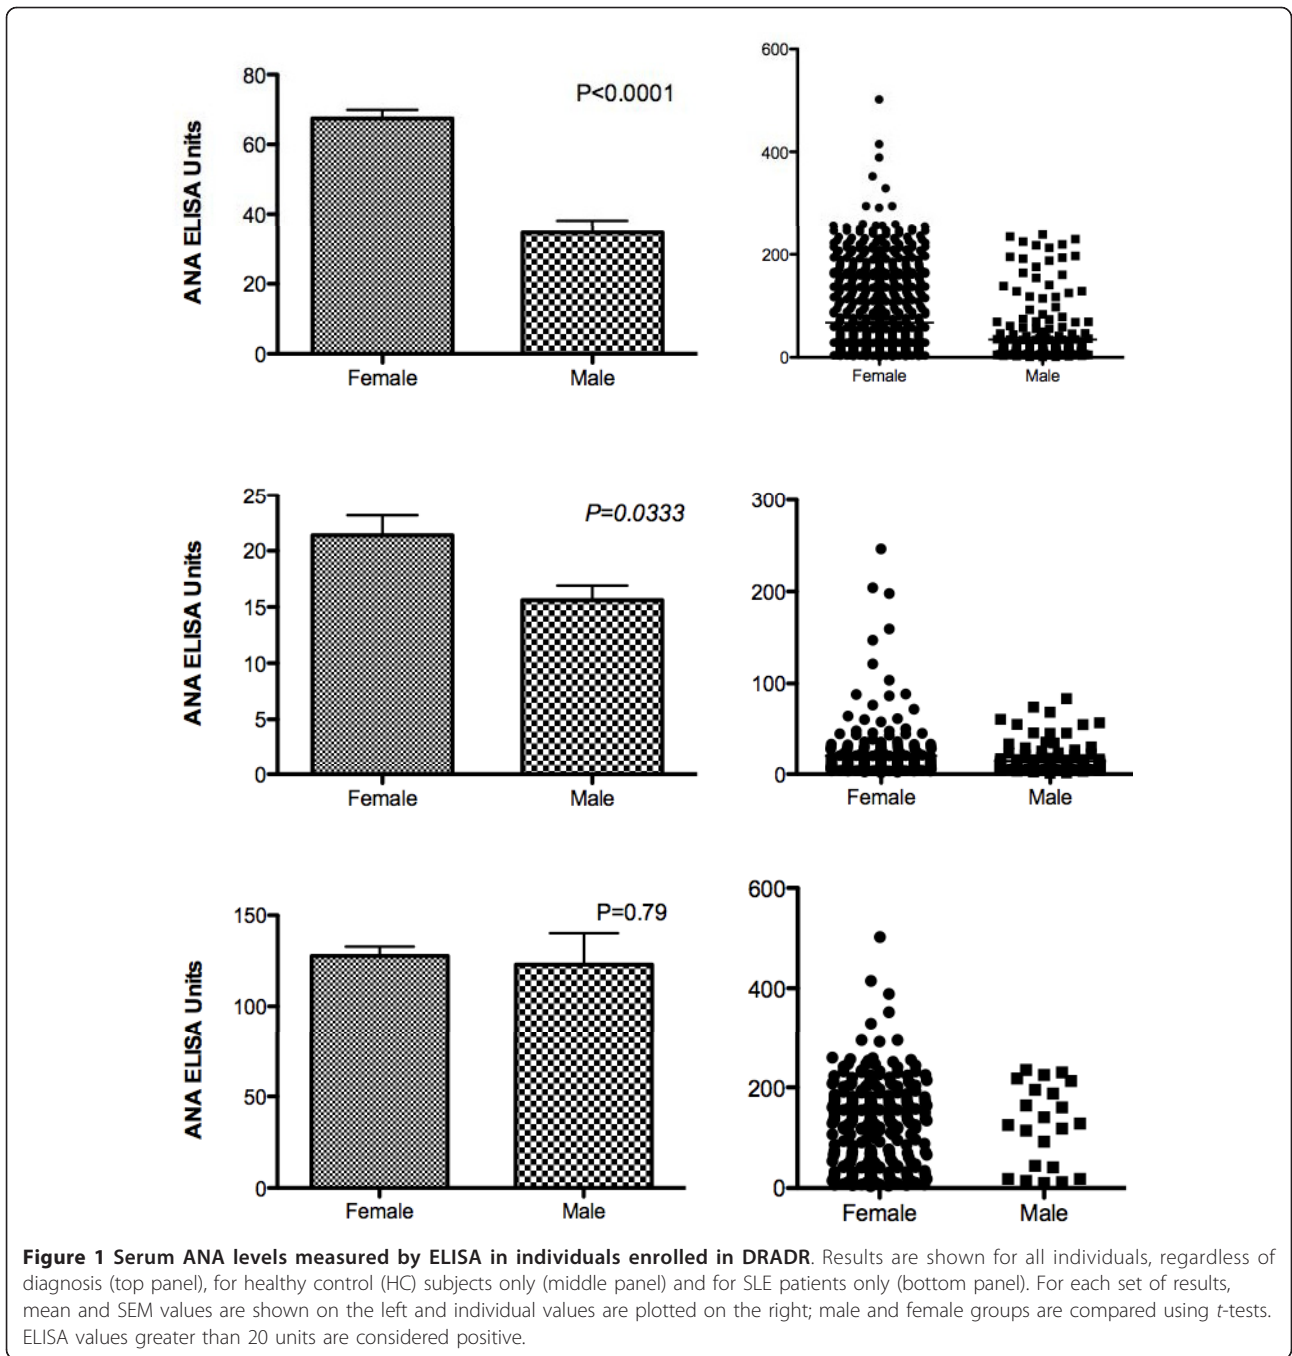 80
60
40
20
0
ANA ELISA Units
P<0.0001
Female
Male
600
400
200
0
Female
Male
25
20
15
10
5
0
ANA ELISA Units
P=0.0333
Female
Male
300
200
100
0
Female
Male
150
100
50
0
ANA ELISA Units
P=0.79
Female
Male
600
400
200
0
Female
Male
Figure 1 Serum ANA levels measured by ELISA in individuals enrolled in DRADR. Results are shown for all individuals, regardless of
diagnosis (top panel), for healthy control (HC) subjects only (middle panel) and for SLE patients only (bottom panel). For each set of results,
mean and SEM values are shown on the left and individual values are plotted on the right; male and female groups are compared using t-tests.
ELISA values greater than 20 units are considered positive.